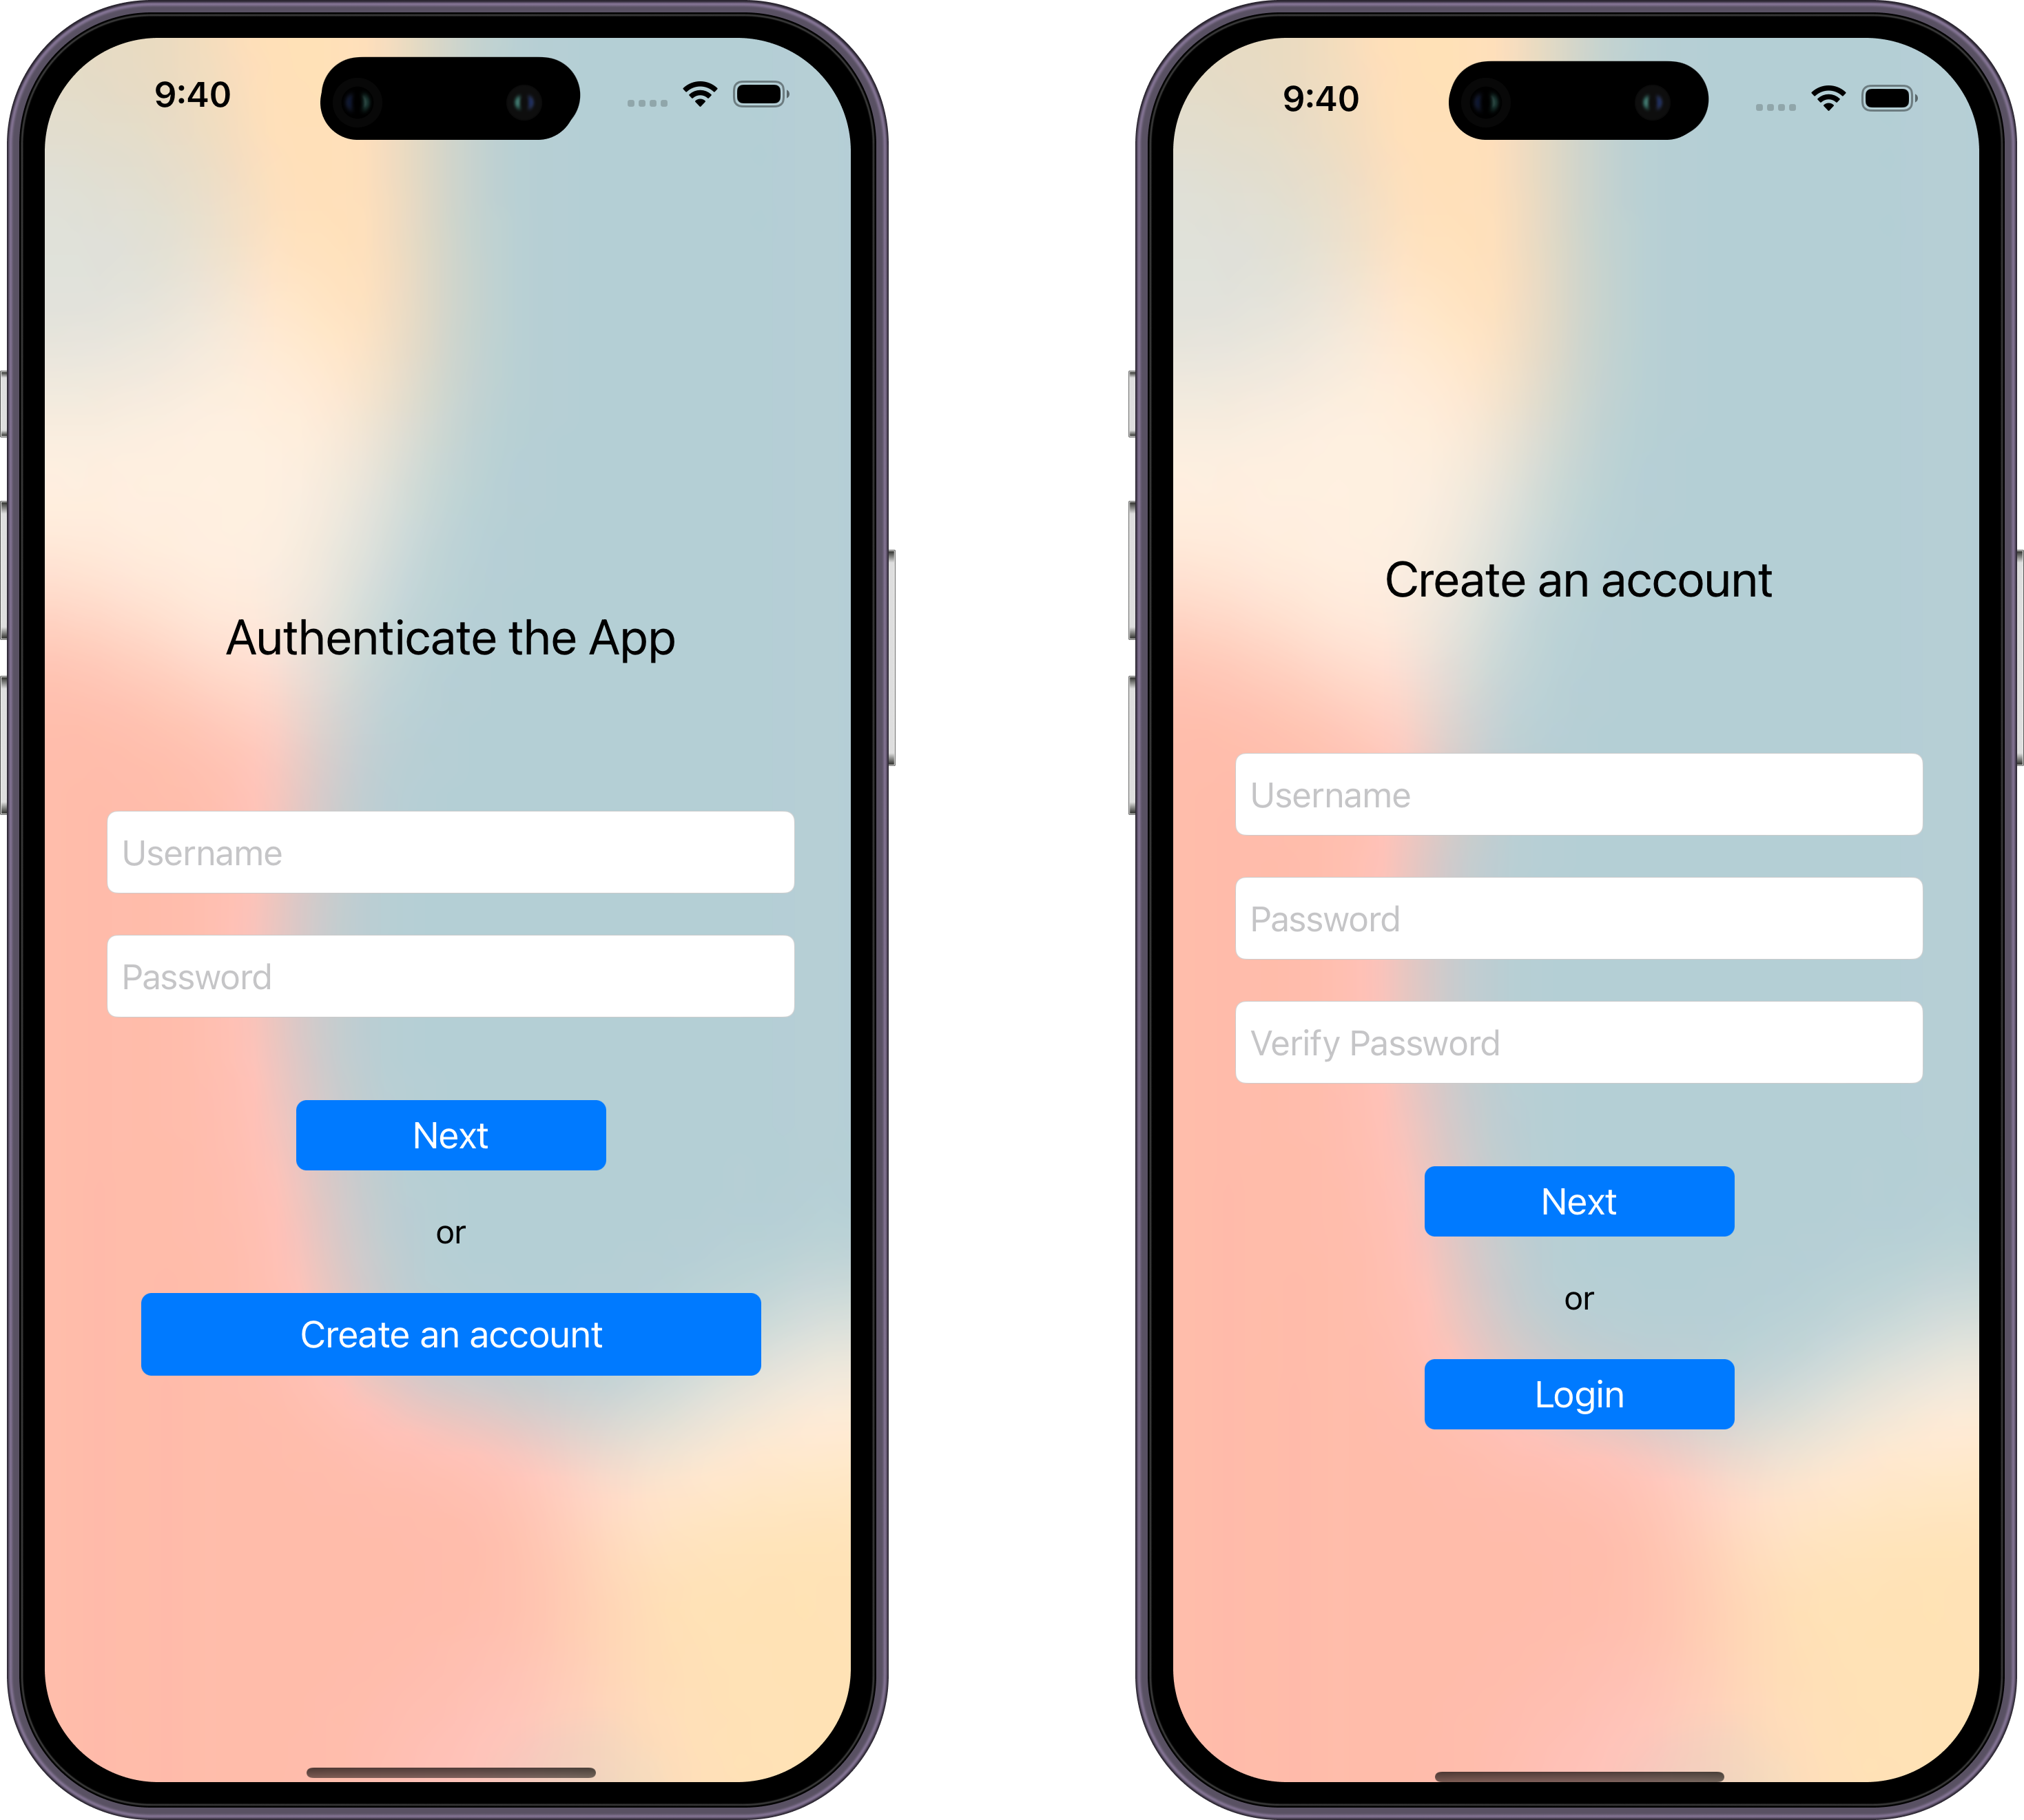 9:40
Authenticate the App
Username
Password
Next
or
Create an account
9:40
Create an account
Username
Password
Verify Password
Next
or
Login